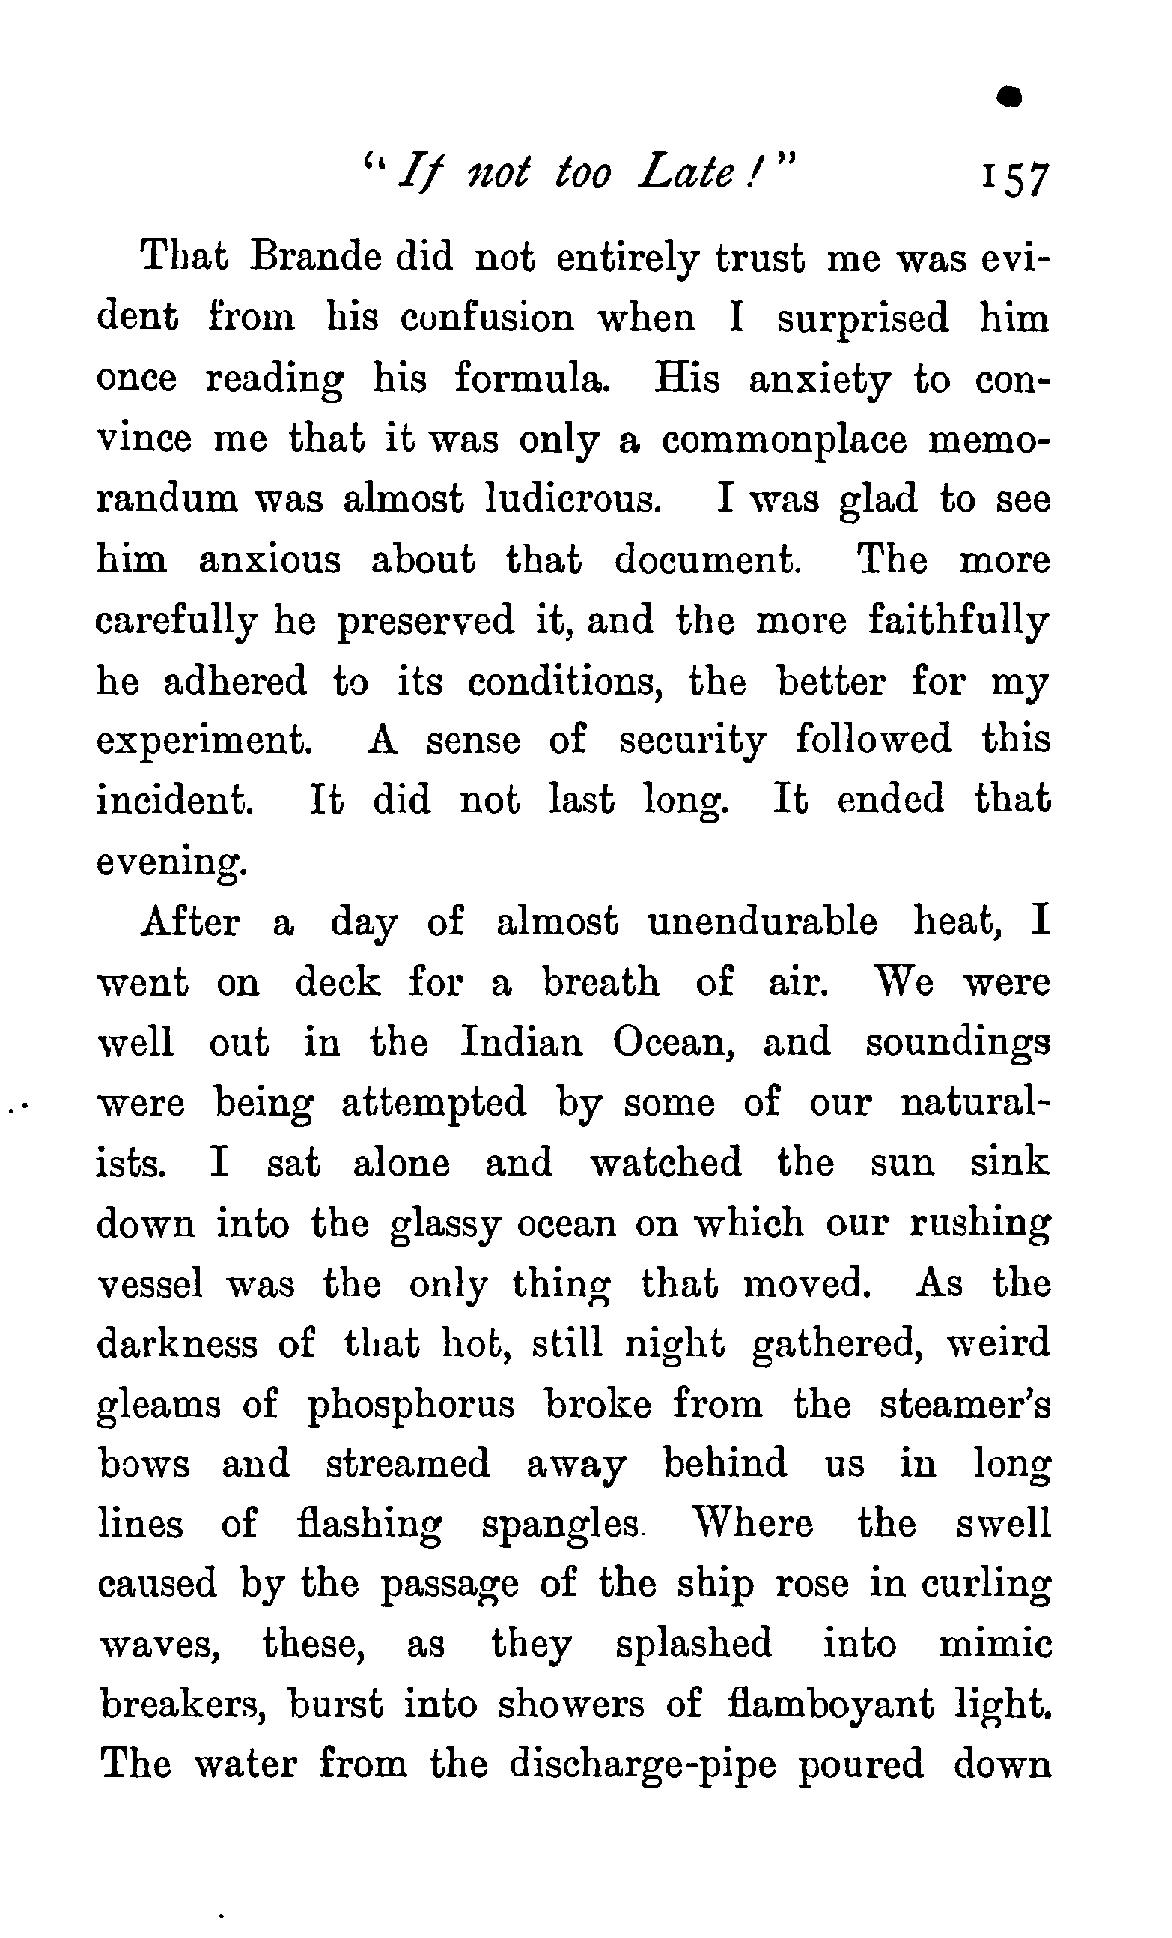 "If not too Late!" 157
That Brande did not entirely trust me was evi-
dent from his confusion when I surprised him
once reading his formula. His anxiety to con-
vince me that it was only a commonplace memo-
randum was almost ludicrous. I was glad to see
him anxious about that document. The more
carefully he preserved it, and the more faithfully
he adhered to its conditions, the better for my
experiment. A sense of security followed this
incident. It did not last long. It ended that
evening.
After a day of almost unendurable heat, I
went on deck for a breath of air. We were
well out in the Indian Ocean, and soundings
were being attempted by some of our natural-
ists. I sat alone and watched the sun sink
down into the glassy ocean on which our rushing
vessel was the only thing that moved. As the
darkness of that hot, still night gathered, weird
gleams of phosphorus broke from the steamer's
bows and streamed away behind us in long
lines of flashing spangles. Where the swell
caused by the passage of the ship rose in curling
waves, these, as they splashed into mimic
breakers, burst into showers of flamboyant light.
The water from the discharge-pipe poured down